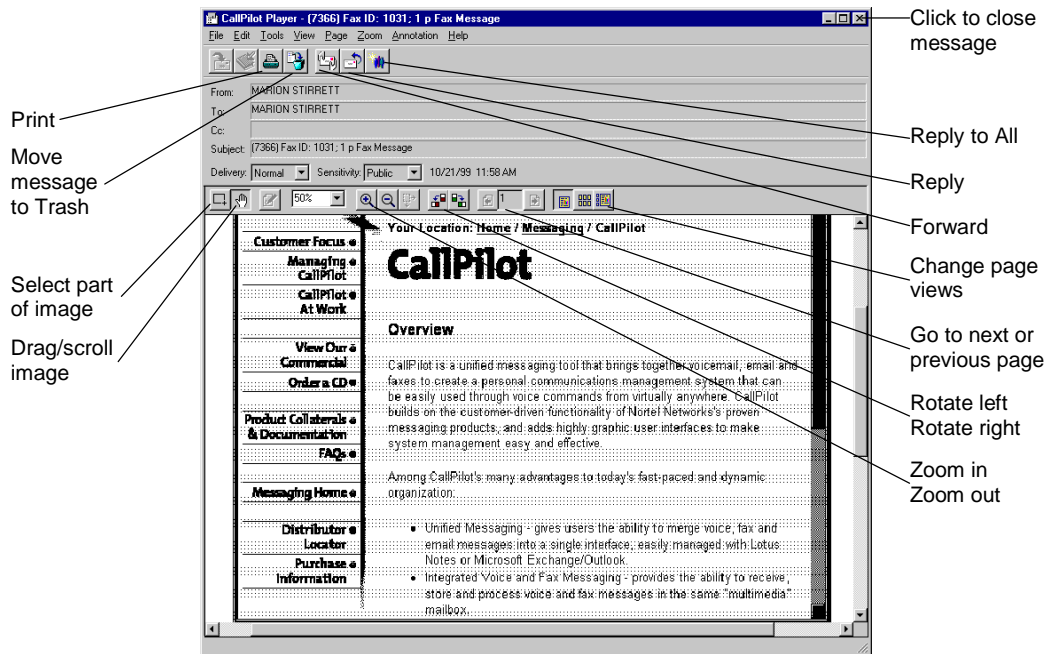 CallPilot Player - (7366) Fax ID: 1031; 1 p Fax Message
File Edit Tools View Page Zoom Annotation Help
From: MARION STIRRETT
To: MARION STIRRETT
Cc:
Subject: (7366) Fax ID: 1031; 1 p Fax Message
Delivery: Normal Sensitivity: Public 10/21/99 11:58 AM
50%
1
Print
Move
message
to Trash
Select part
of image
Drag/scroll
image
Click to close
message
Reply to All
Reply
Forward
Change page
views
Go to next or
previous page
Rotate left
Rotate right
Zoom in
Zoom out
Customer Focus
Managing
CallPilot
CallPilot
At Work
View Our
Commercial
Order a CD
Product Collaterals
& Documentation
FAQs
Messaging Home
Distributor
Locator
Purchase
Information
Your Location: Home / Messaging / CallPilot
CallPilot
Overview
CallPilot is a unified messaging tool that brings together voicemail, email and
faxes to create a personal communications management system that can
be easily used through voice commands from virtually anywhere. CallPilot
builds on the customer-driven functionality of Nortel Networks's proven
messaging products, and adds highly graphic user interfaces to make
system management easy and effective.
Among CallPilot's many advantages to today's fast-paced and dynamic
organization:
• Unified Messaging - gives users the ability to merge voice, fax and
email messages into a single interface, easily managed with Lotus
Notes or Microsoft Exchange/Outlook.
• Integrated Voice and Fax Messaging - provides the ability to receive,
store and process voice and fax messages in the same "multimedia"
mailbox.